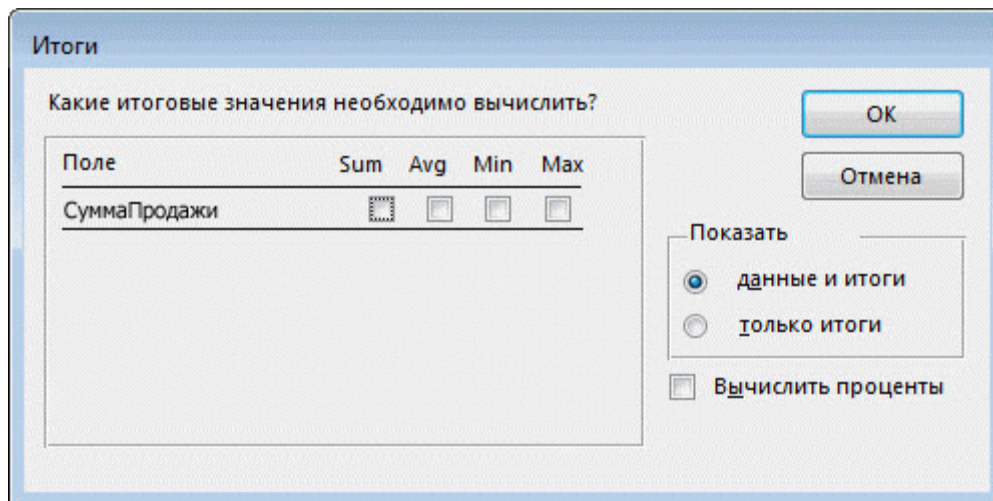 Итоги
Какие итоговые значения необходимо вычислить?
OK
Отмена
Поле Sum Avg Min Max
СуммаПродажи
Показать
данные и итоги
только итоги
Вычислить проценты